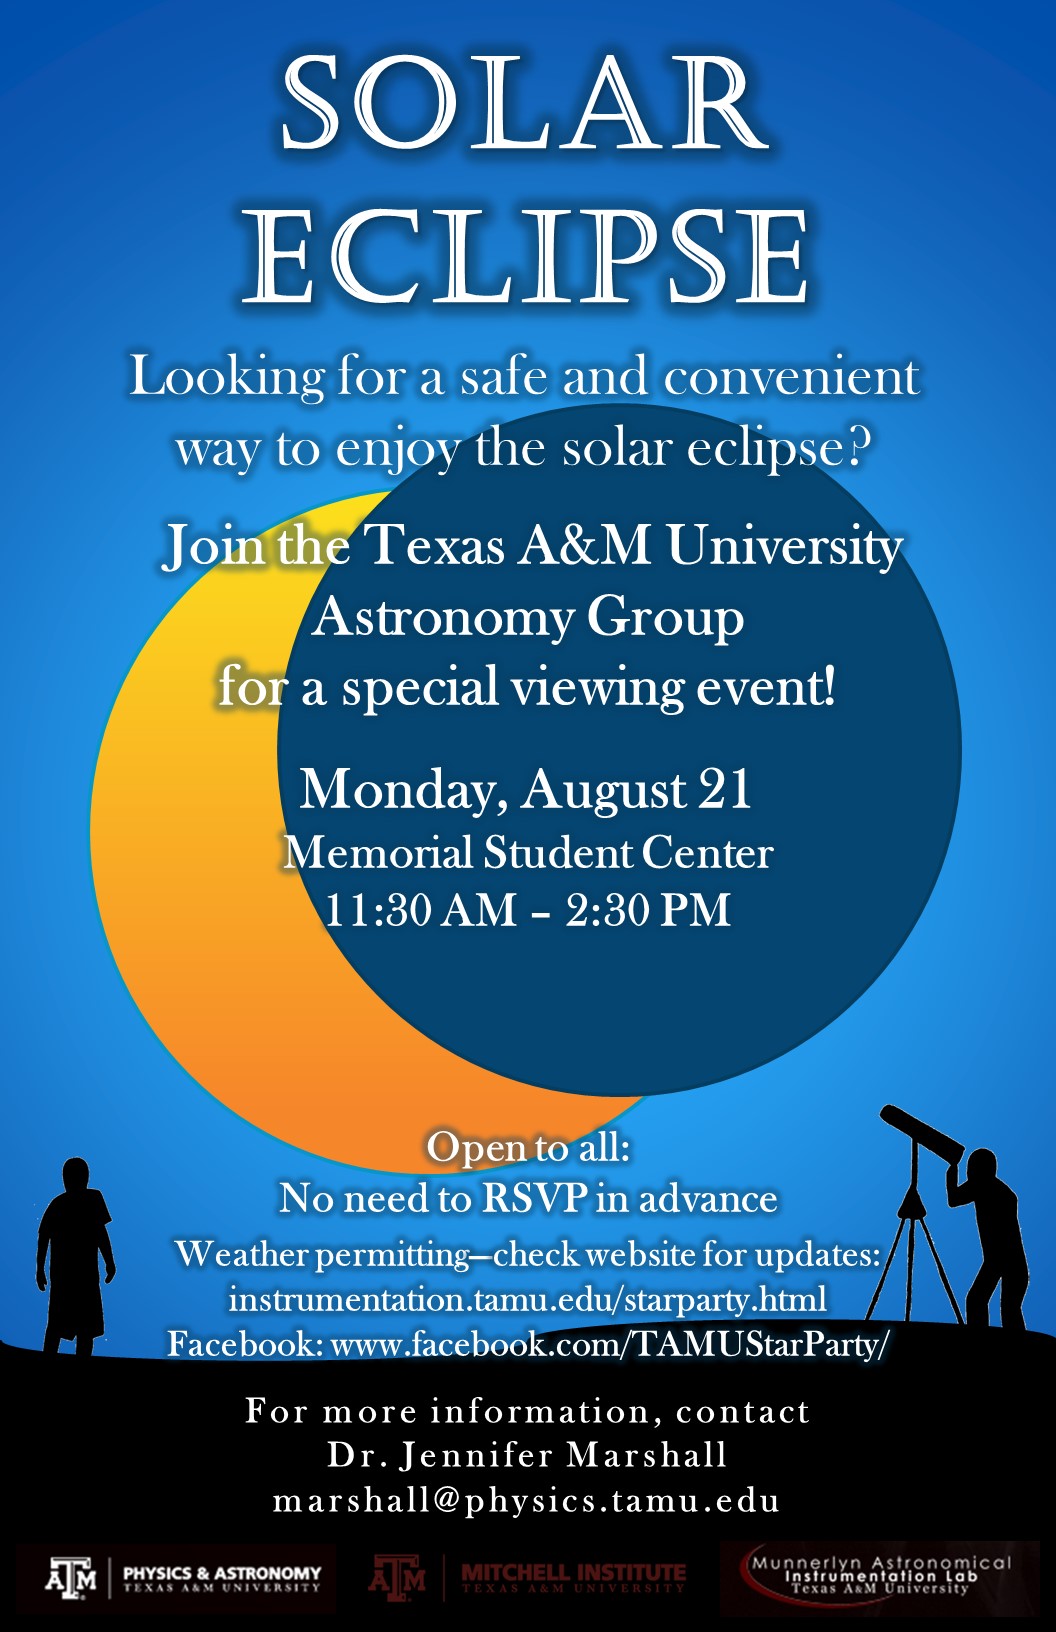 SOLAR
ECLIPSE
Looking for a safe and convenient
way to enjoy the solar eclipse?
Join the Texas A&M University
Astronomy Group
for a special viewing event!
Monday, August 21
Memorial Student Center
11:30 AM – 2:30 PM
Open to all:
No need to RSVP in advance
Weather permitting—check website for updates:
instrumentation.tamu.edu/starparty.html
Facebook: www.facebook.com/TAMUStarParty/
For more information, contact
Dr. Jennifer Marshall
marshall@physics.tamu.edu
ATM PHYSICS & ASTRONOMY
TEXAS A&M UNIVERSITY
ATM MITCHELL INSTITUTE
TEXAS A&M UNIVERSITY
Munnerlyn Astronomical
Instrumentation Lab
Texas A&M University